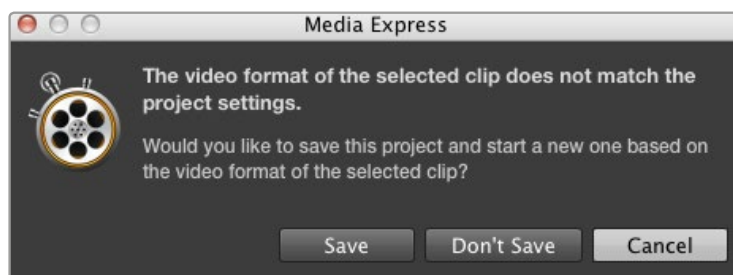 Media Express
The video format of the selected clip does not match the
project settings.
Would you like to save this project and start a new one based on
the video format of the selected clip?
Save Don't Save Cancel